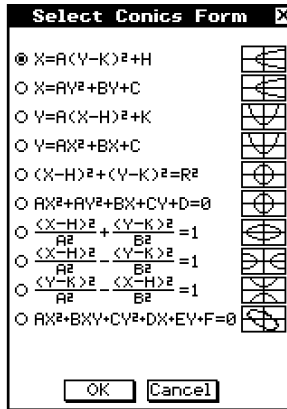 Select Conics Form
X=A(Y-K)²+H
X=AY²+BY+C
Y=A(X-H)²+K
Y=AX²+BX+C
(X-H)²+(Y-K)²=R²
AX²+AY²+BX+CY+D=0
(X-H)²/A²+(Y-K)²/B²=1
(X-H)²/A²-(Y-K)²/B²=1
(Y-K)²/A²-(X-H)²/B²=1
AX²+BXY+CY²+DX+EY+F=0
OK Cancel